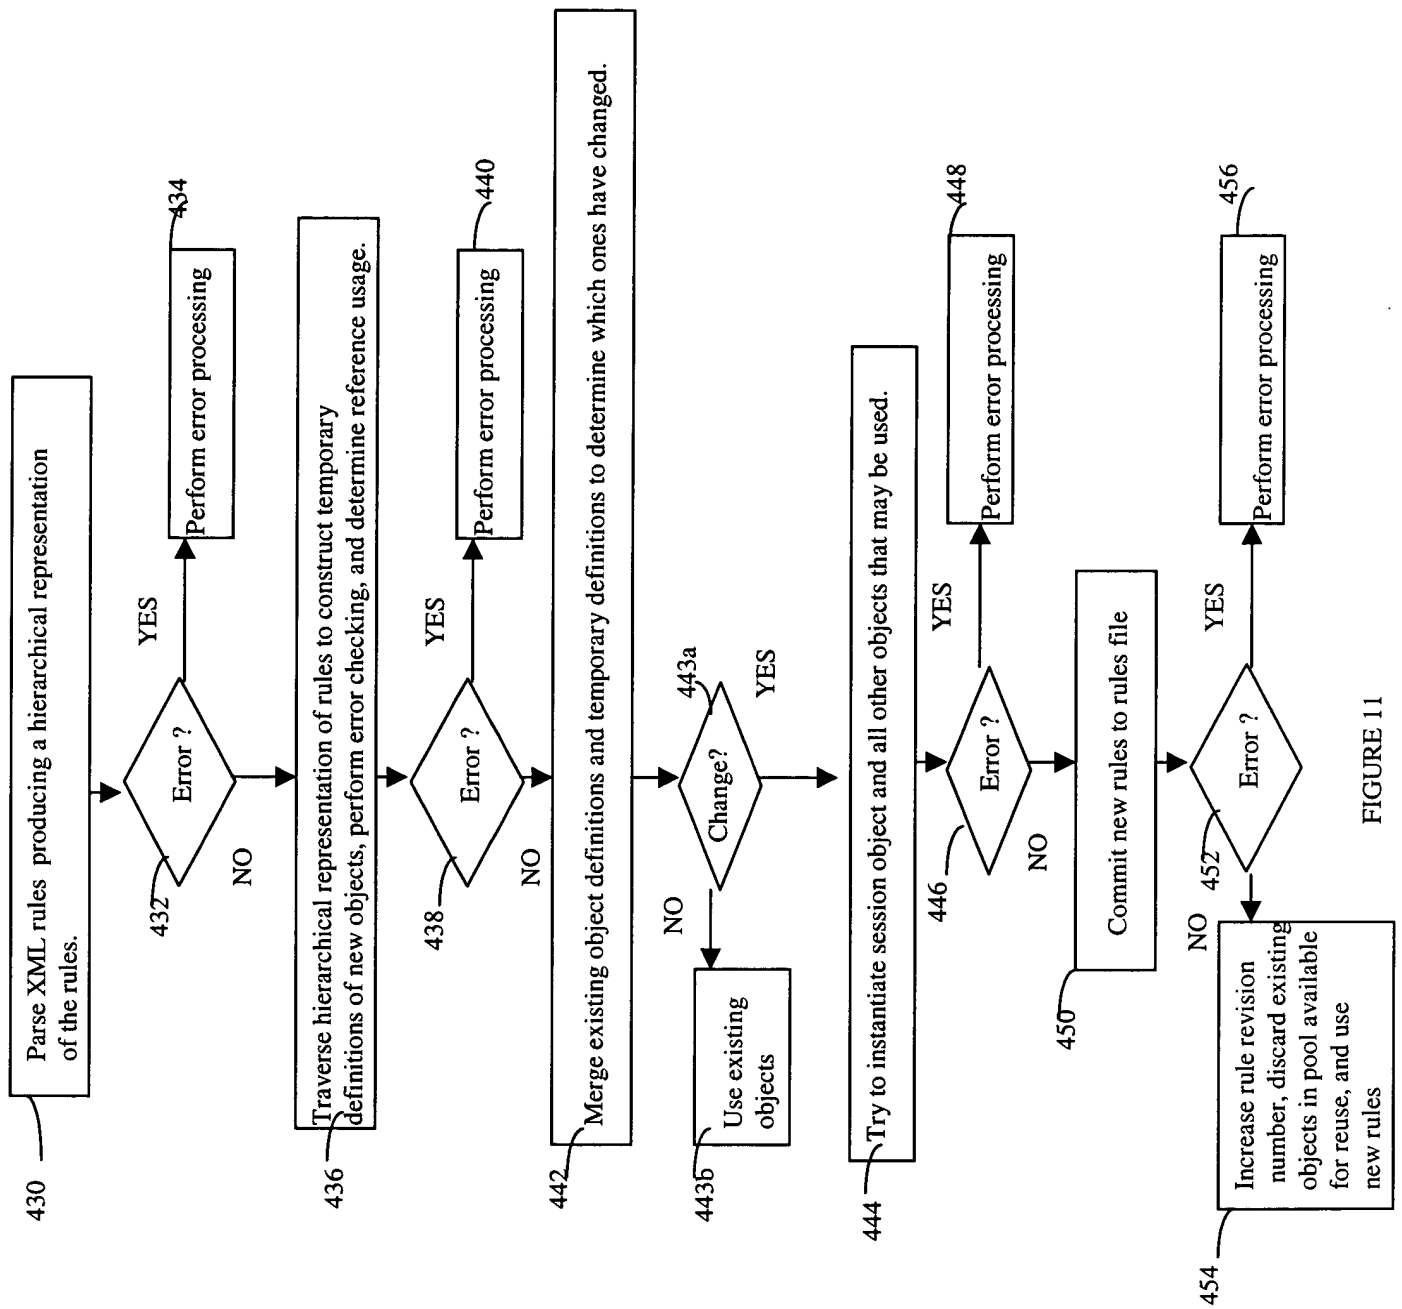 430
Parse XML rules producing a hierarchical representation
of the rules.
432
Error ?
YES
Perform error processing
434
NO
436
Traverse hierarchical representation of rules to construct temporary
definitions of new objects, perform error checking, and determine reference usage.
438
Error ?
YES
Perform error processing
440
NO
442
Merge existing object definitions and temporary definitions to determine which ones have changed.
443a
Change?
YES
NO
443b
Use existing
objects
444
Try to instantiate session object and all other objects that may be used.
446
Error ?
YES
Perform error processing
448
NO
450
Commit new rules to rules file
452
Error ?
YES
Perform error processing
456
NO
454
Increase rule revision
number, discard existing
objects in pool available
for reuse, and use
new rules
FIGURE 11